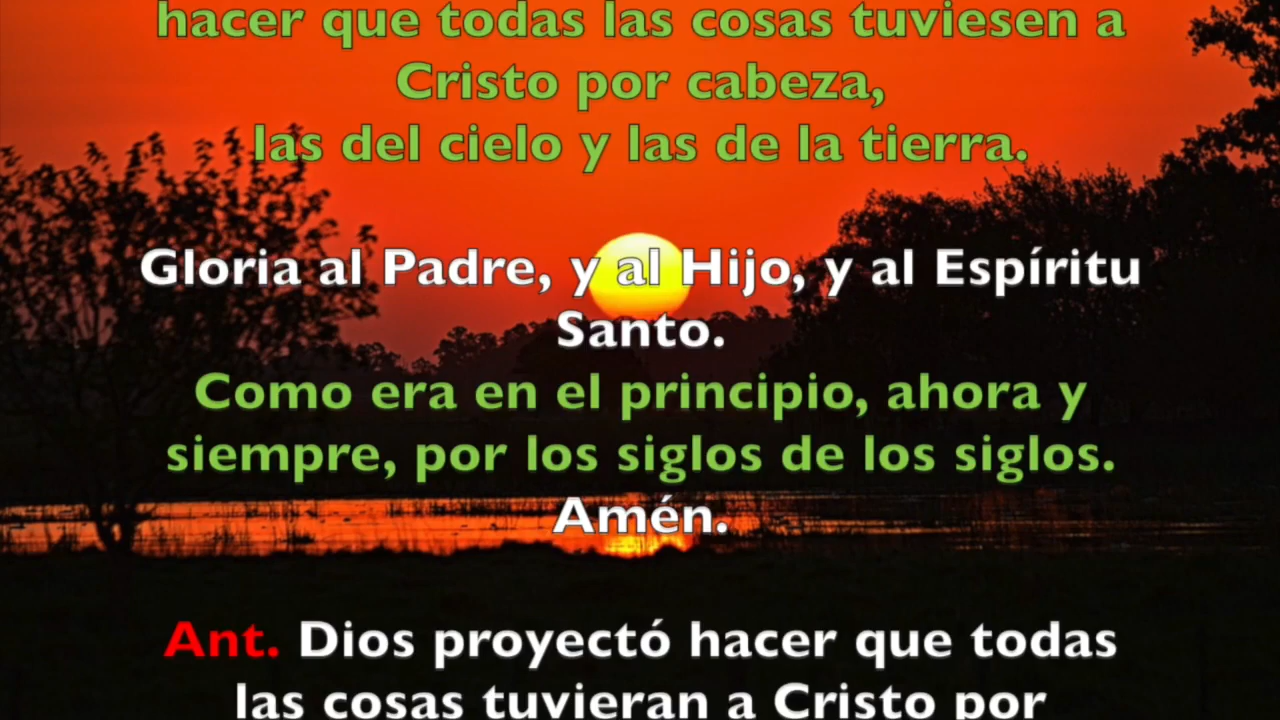 hacer que todas las cosas tuviesen a
Cristo por cabeza,
las del cielo y las de la tierra.
Gloria al Padre, y al Hijo, y al Espíritu
Santo.
Como era en el principio, ahora y
siempre, por los siglos de los siglos.
Amén.
Ant. Dios proyectó hacer que todas
las cosas tuvieran a Cristo por